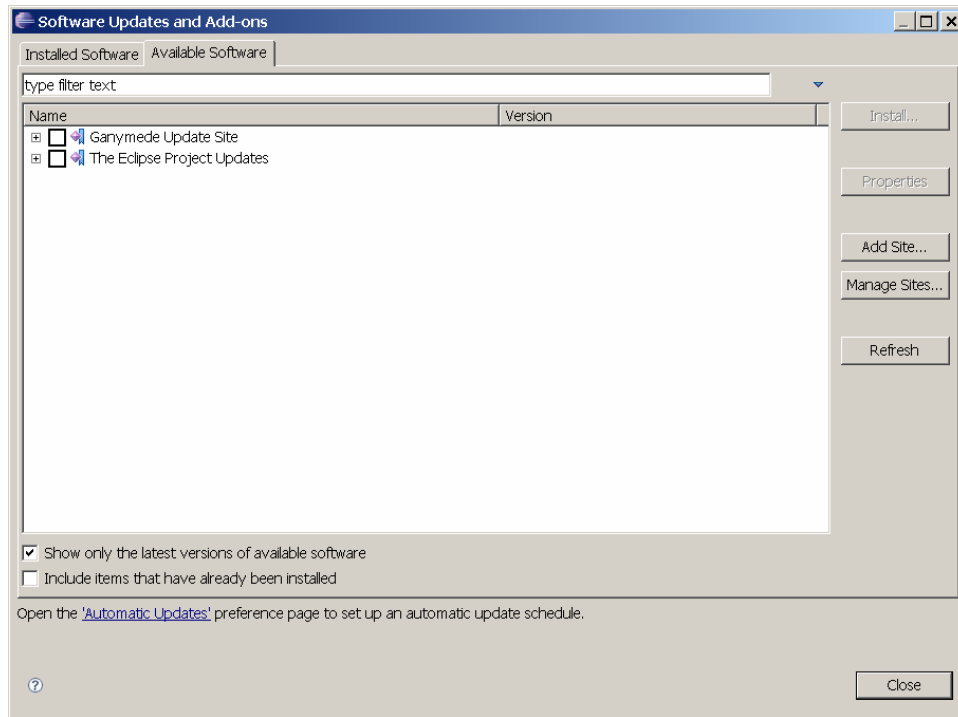 Software Updates and Add-ons
Installed Software Available Software
type filter text
Name Version
Install...
Ganymede Update Site
The Eclipse Project Updates
Properties
Add Site...
Manage Sites...
Refresh
Show only the latest versions of available software
Include items that have already been installed
Open the 'Automatic Updates' preference page to set up an automatic update schedule.
?
Close